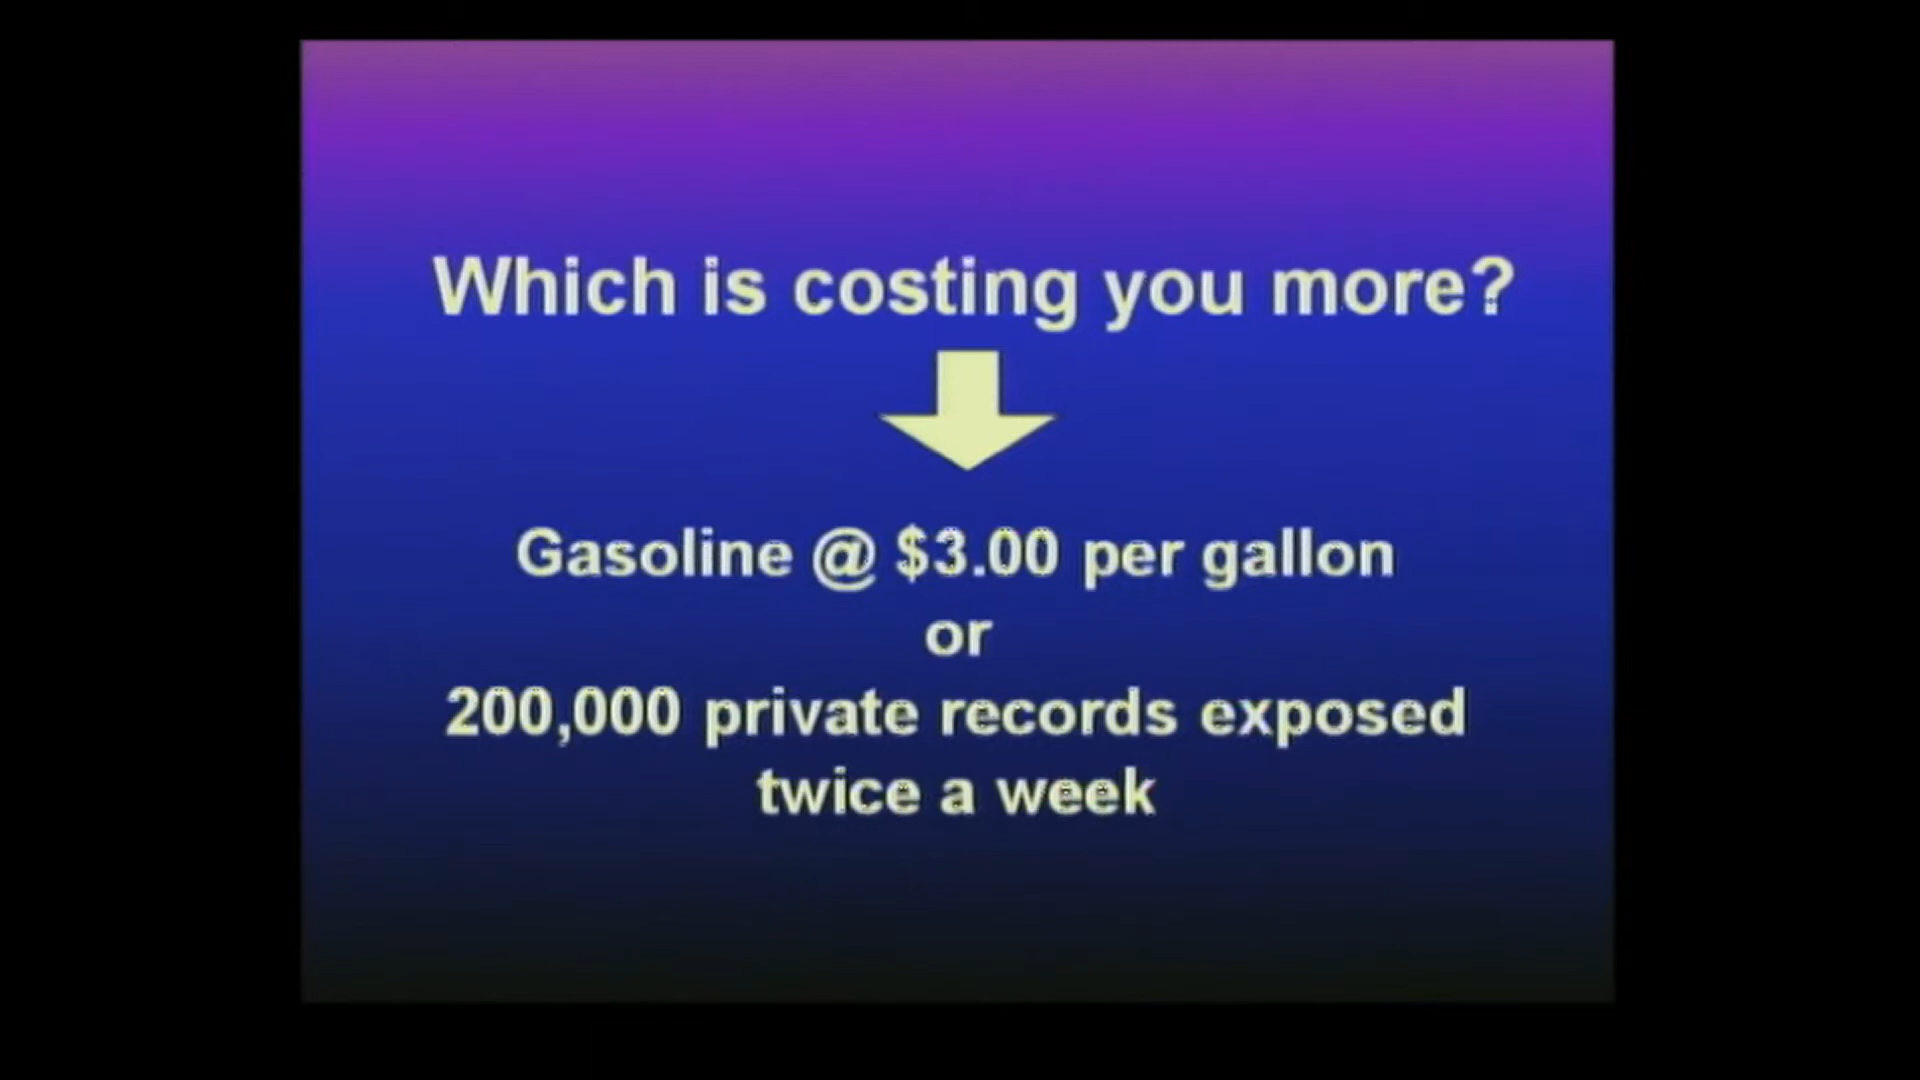 Which is costing you more?
Gasoline @ $3.00 per gallon
or
200,000 private records exposed
twice a week